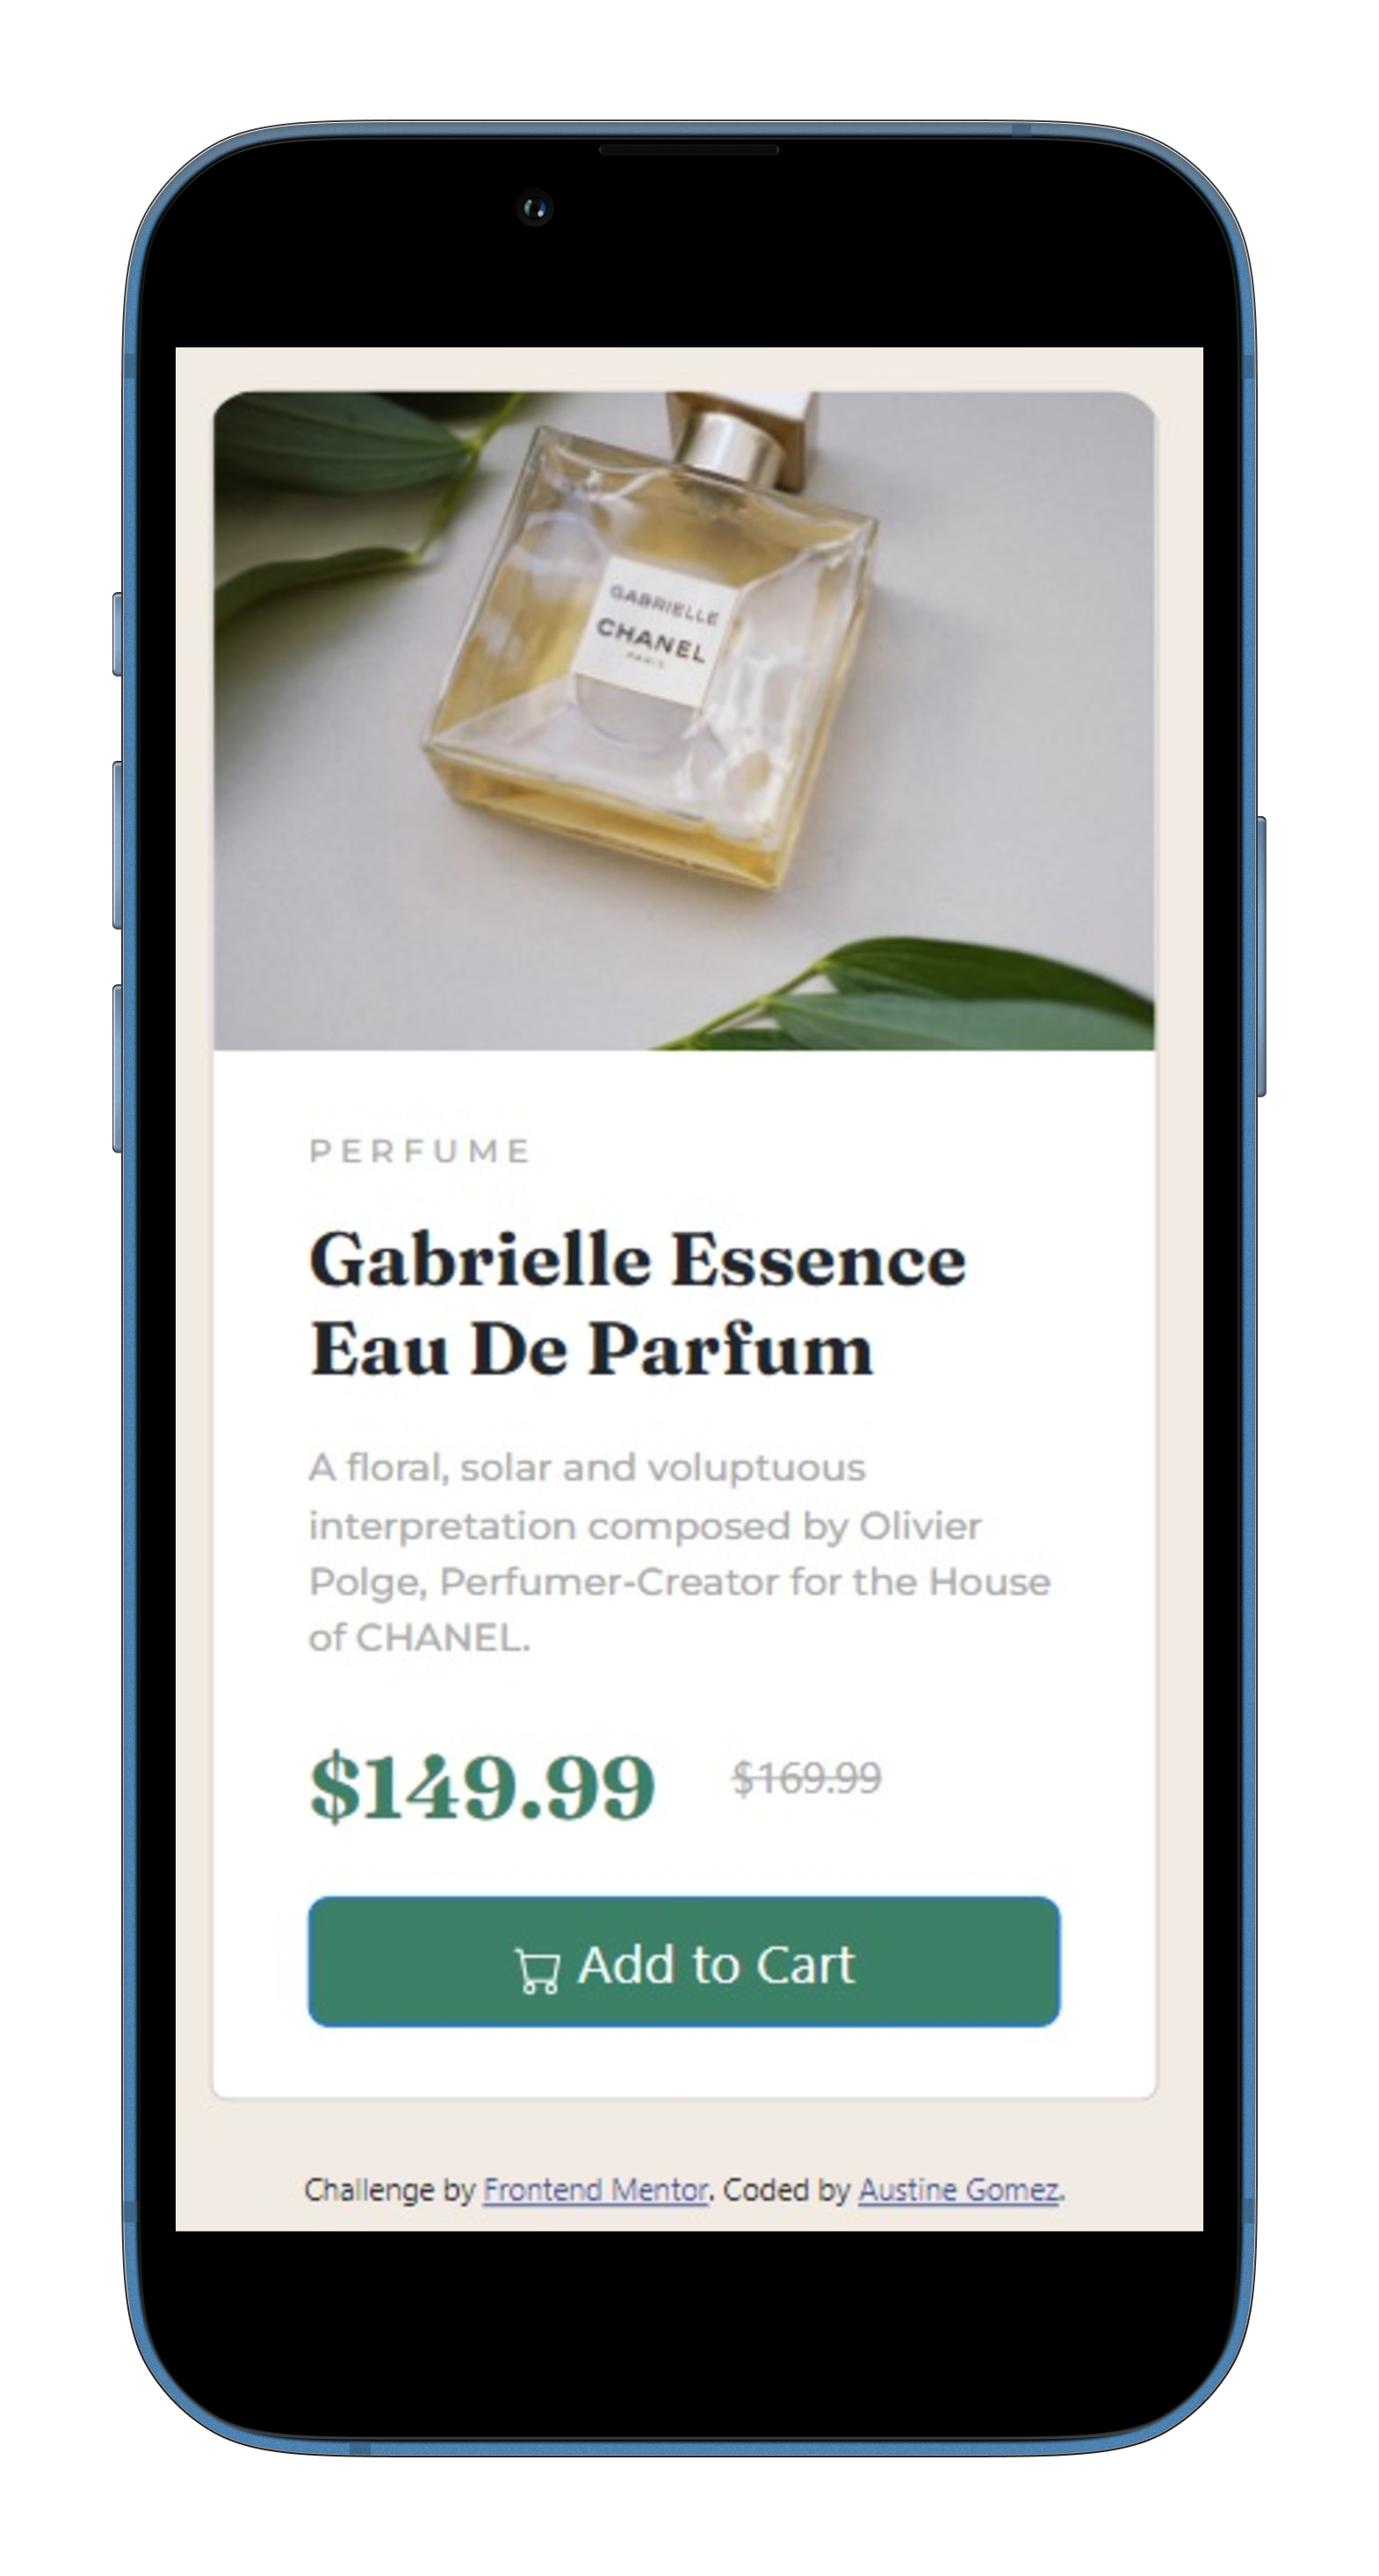 GABRIELLE
CHANEL
PARIS
PERFUME
Gabrielle Essence
Eau De Parfum
A floral, solar and voluptuous
interpretation composed by Olivier
Polge, Perfumer-Creator for the House
of CHANEL.
$149.99 $169.99
Add to Cart
Challenge by Frontend Mentor. Coded by Austine Gomez.